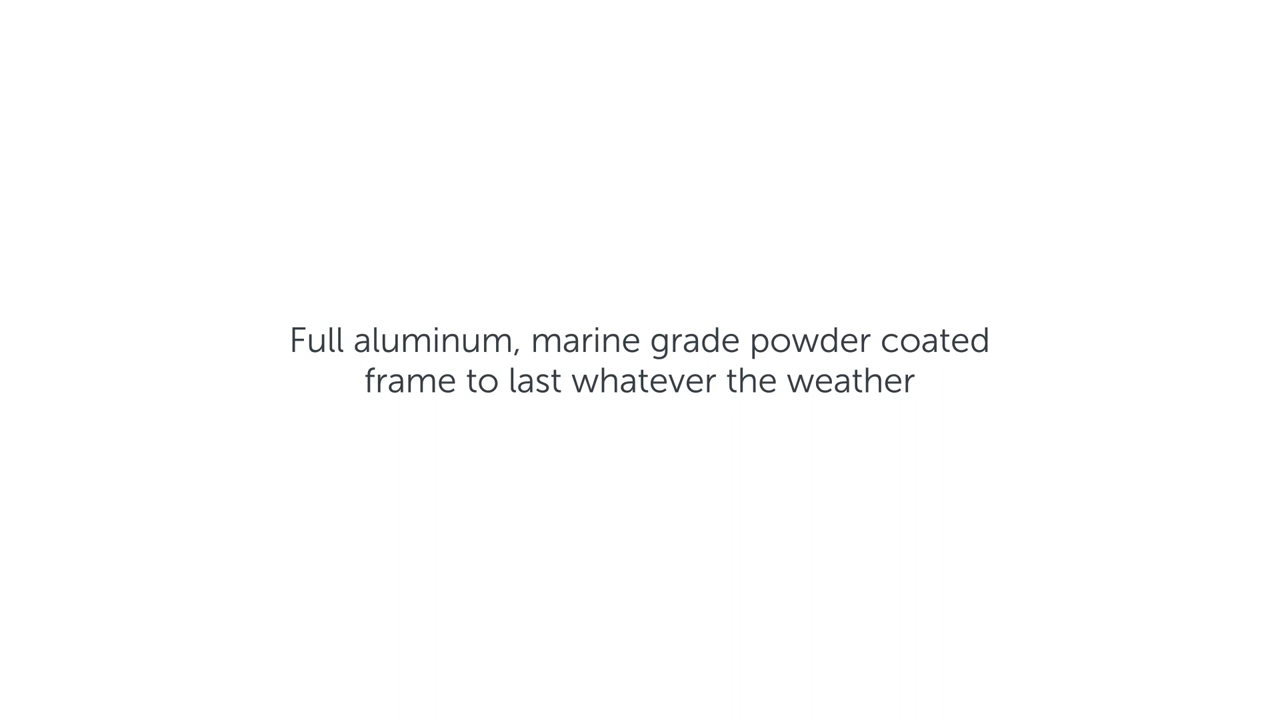 Full aluminum, marine grade powder coated
frame to last whatever the weather